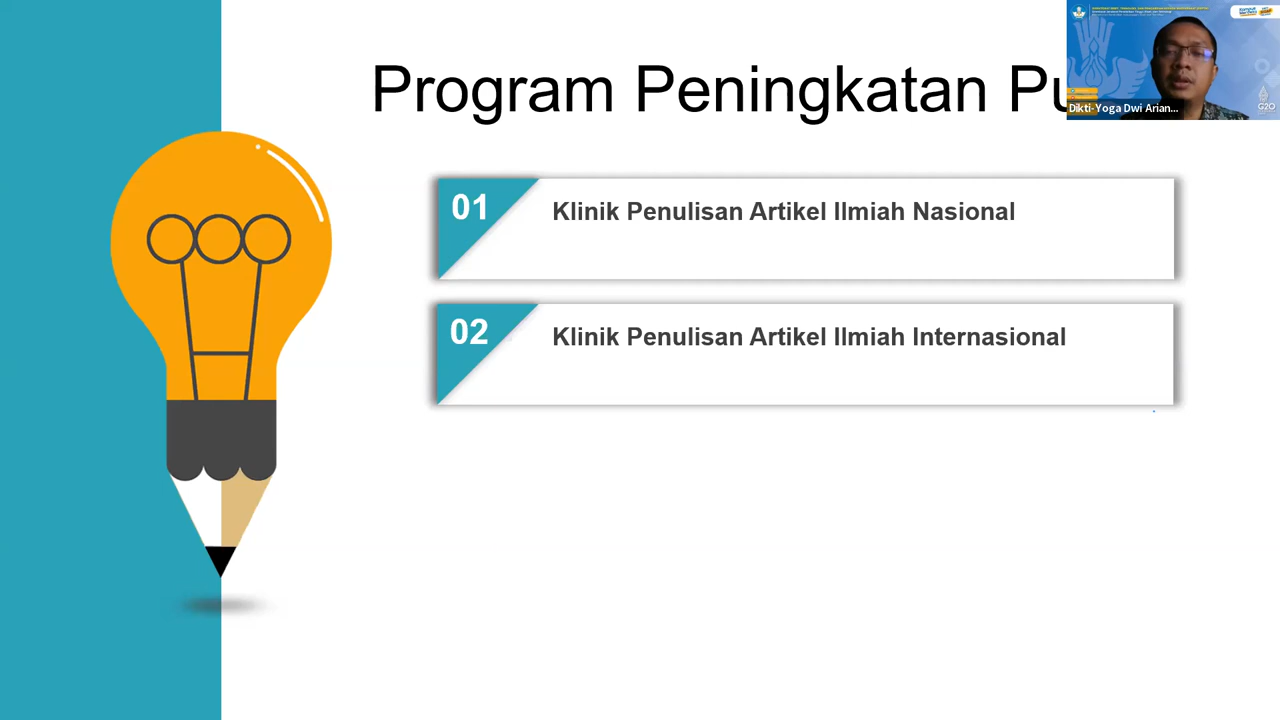 Program Peningkatan Pu
Dikti-Yoga Dwi Arian...
G20
01
Klinik Penulisan Artikel Ilmiah Nasional
02
Klinik Penulisan Artikel Ilmiah Internasional